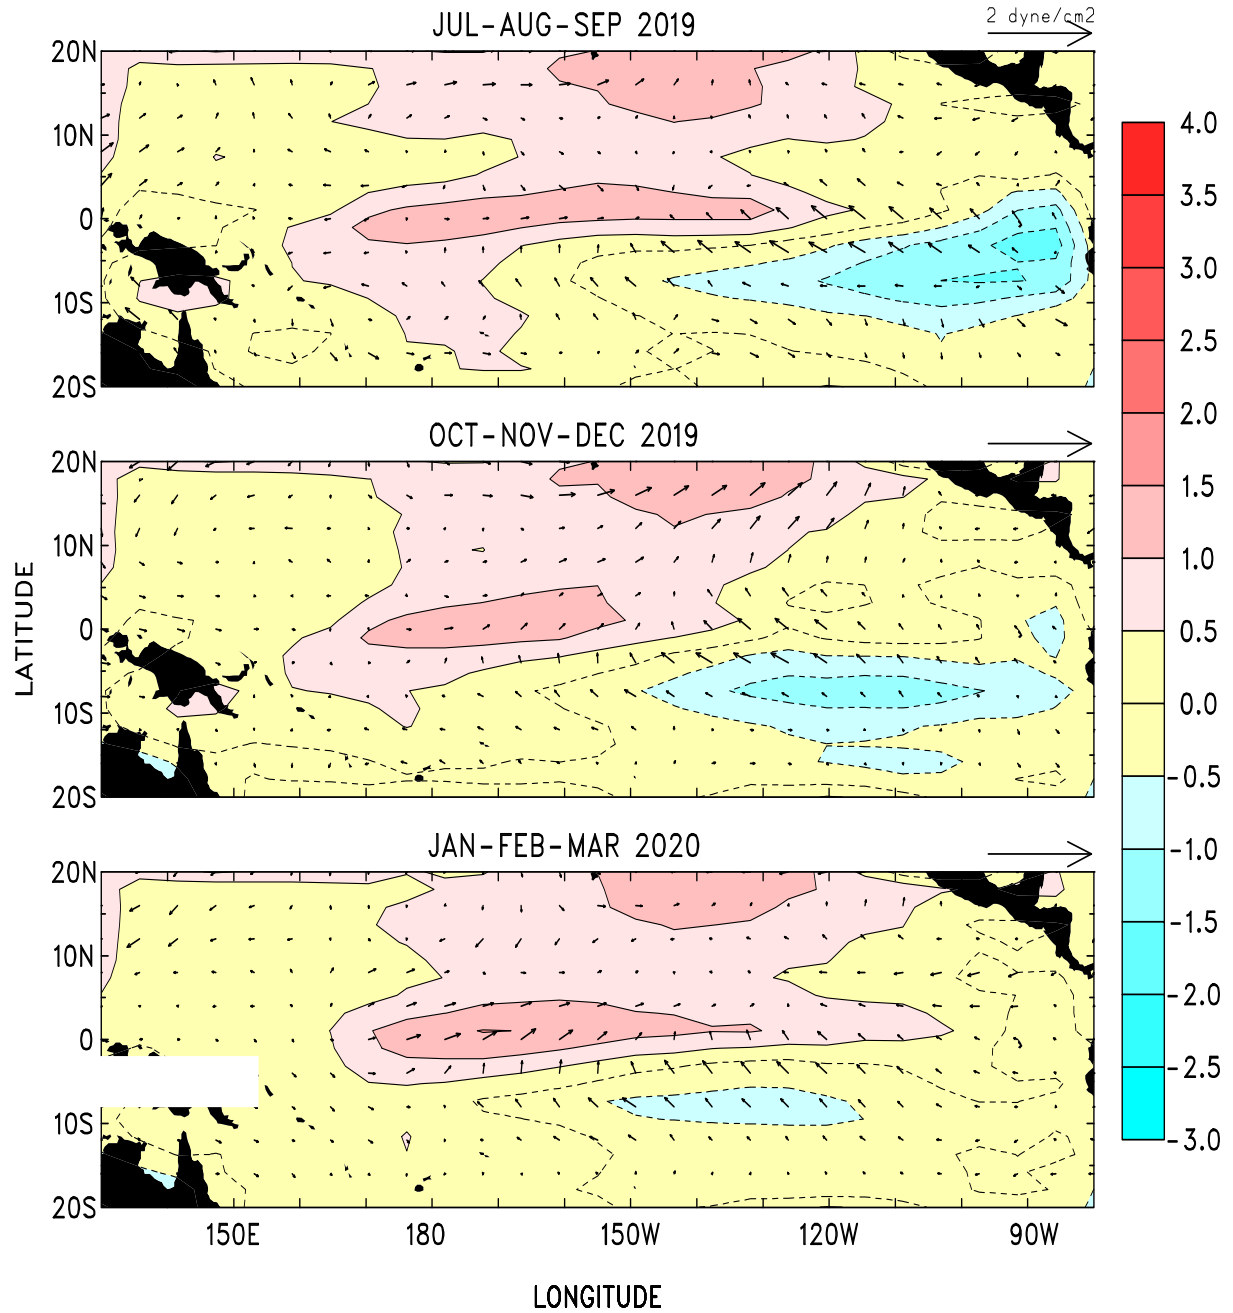 JUL-AUG-SEP 2019
2 dyne/cm2
20N
10N
0
10S
20S
OCT-NOV-DEC 2019
20N
10N
0
10S
20S
LATITUDE
JAN-FEB-MAR 2020
20N
10N
0
10S
20S
150E 180 150W 120W 90W
LONGITUDE
4.0
3.5
3.0
2.5
2.0
1.5
1.0
0.5
0.0
-0.5
-1.0
-1.5
-2.0
-2.5
-3.0